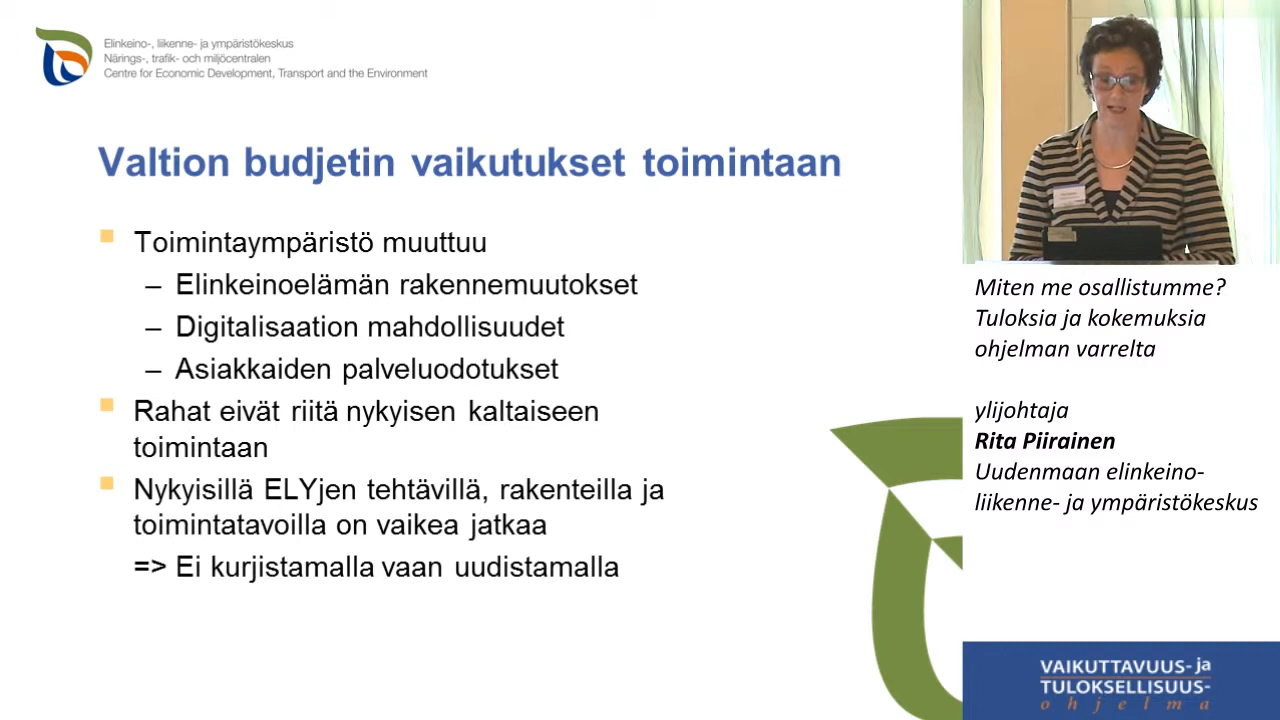 Elinkeino-, liikenne- ja ympäristökeskus
Närings-, trafik- och miljöcentralen
Centre for Economic Development, Transport and the Environment
Valtion budjetin vaikutukset toimintaan
Toimintaympäristö muuttuu
– Elinkeinoelämän rakennemuutokset
– Digitalisaation mahdollisuudet
– Asiakkaiden palveluodotukset
Rahat eivät riitä nykyisen kaltaiseen
toimintaan
Nykyisillä ELYjen tehtävillä, rakenteilla ja
toimintatavoilla on vaikea jatkaa
=> Ei kurjistamalla vaan uudistamalla
Miten me osallistumme?
Tuloksia ja kokemuksia
ohjelman varrelta
ylijohtaja
Rita Piirainen
Uudenmaan elinkeino-
liikenne- ja ympäristökeskus
VAIKUTTAVUUS- ja
TULOKSELLISUUS-
ohjelma